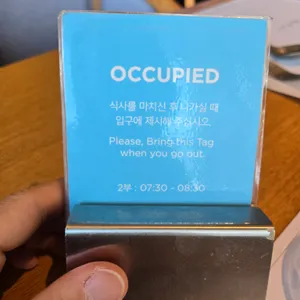 OCCUPIED
식사를 마치신 후 나가실 때
입구에 제시해 주십시오.
Please, Bring this Tag
when you go out.
2부 : 07:30 - 08:30